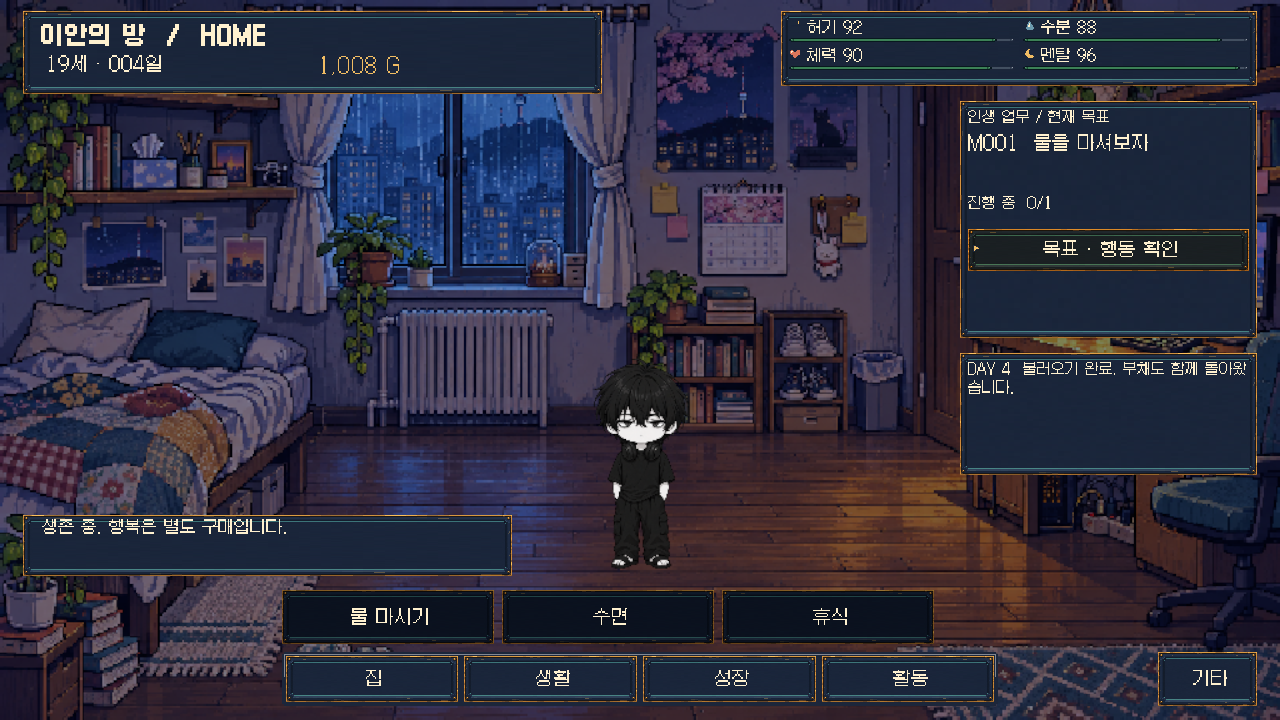 이안의 방 / HOME
19세 · 004일
1,008 G
허기 92
수분 88
체력 90
멘탈 96
인생 업무 / 현재 목표
M001 물을 마셔보자
진행 중 0/1
목표 · 행동 확인
DAY 4 불러오기 완료. 부채도 함께 돌아왔
습니다.
생존 중. 행복은 별도 구매입니다.
물 마시기
수면
휴식
집
생활
성장
활동
기타